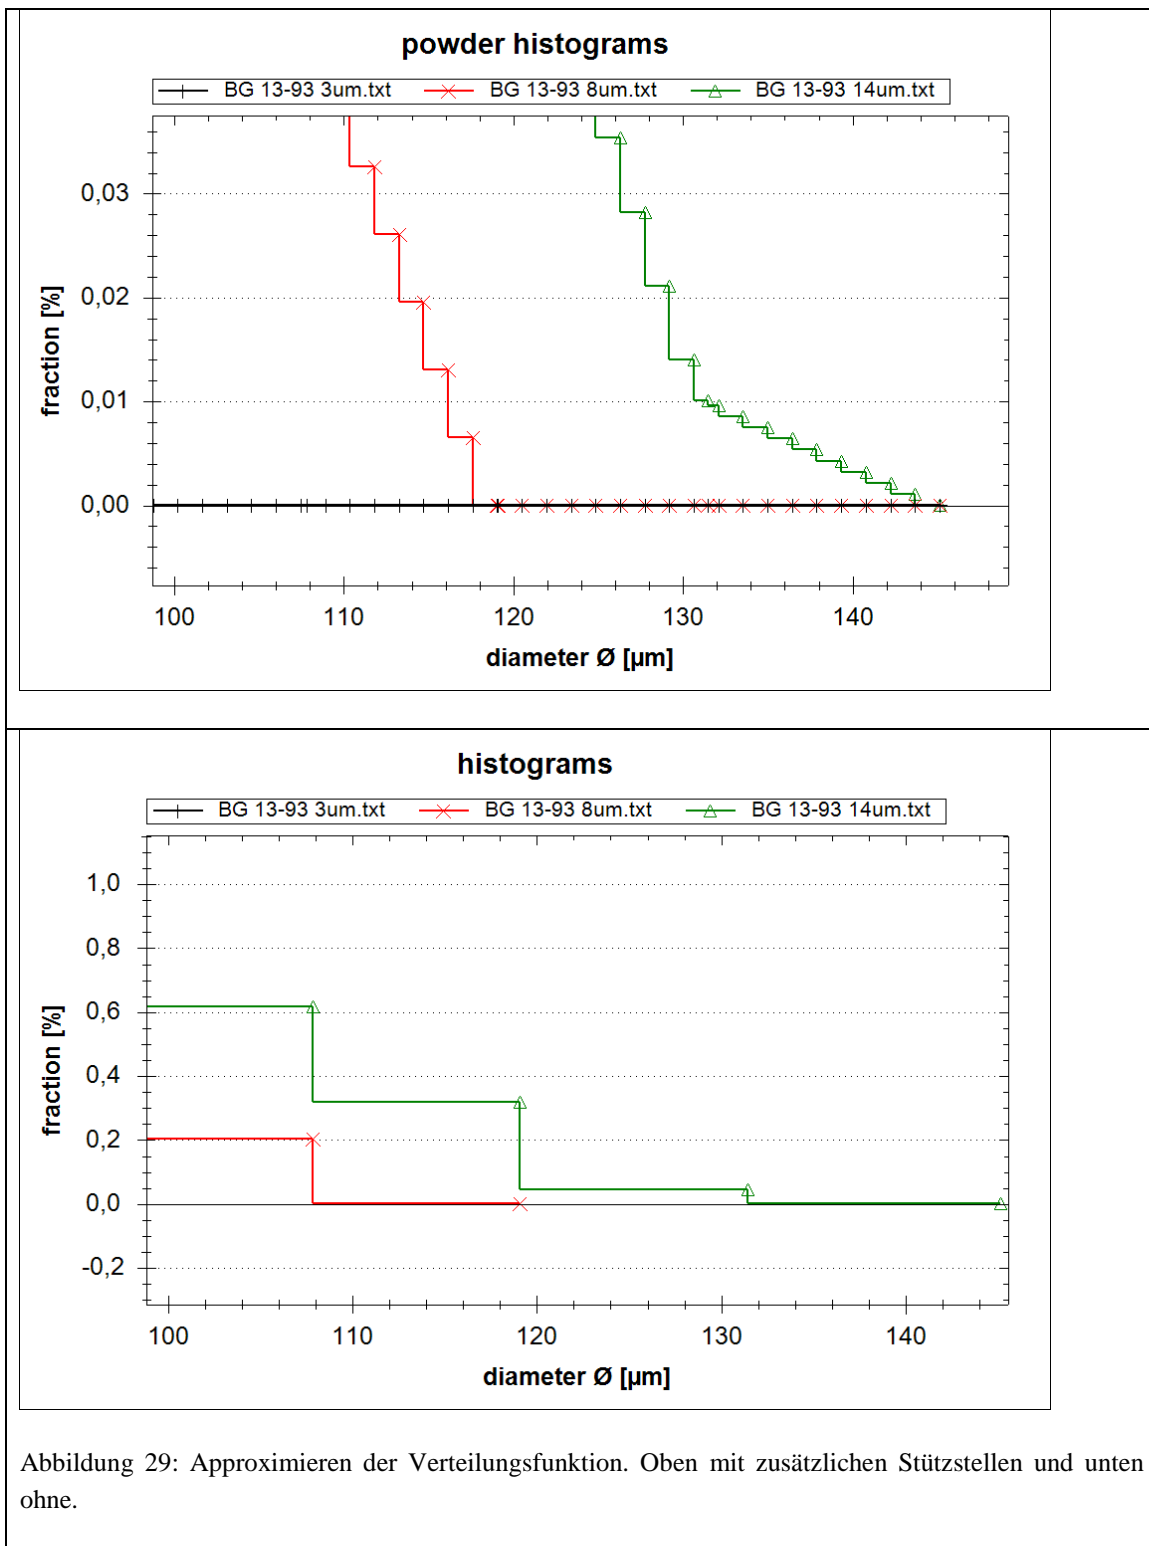 powder histograms
BG 13-93 3um.txt BG 13-93 8um.txt BG 13-93 14um.txt
0,03
0,02
0,01
0,00
fraction [%]
100 110 120 130 140
diameter Ø [µm]
histograms
BG 13-93 3um.txt BG 13-93 8um.txt BG 13-93 14um.txt
1,0
0,8
0,6
0,4
0,2
0,0
-0,2
fraction [%]
100 110 120 130 140
diameter Ø [µm]
Abbildung 29: Approximieren der Verteilungsfunktion. Oben mit zusätzlichen Stützstellen und unten
ohne.